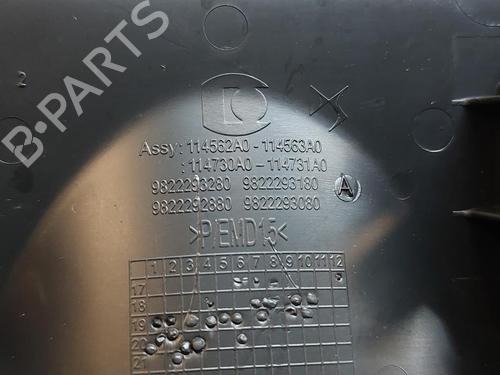 B-PARTS
2
Assy: 114562A0-114563A0
: 114730A0-114731A0
9822293280 9822293180 A
9822292880 9822293080
>P/EMD15<
1 2 3 4 5 6 7 8 9 10 11 12
17
18
19
20
21